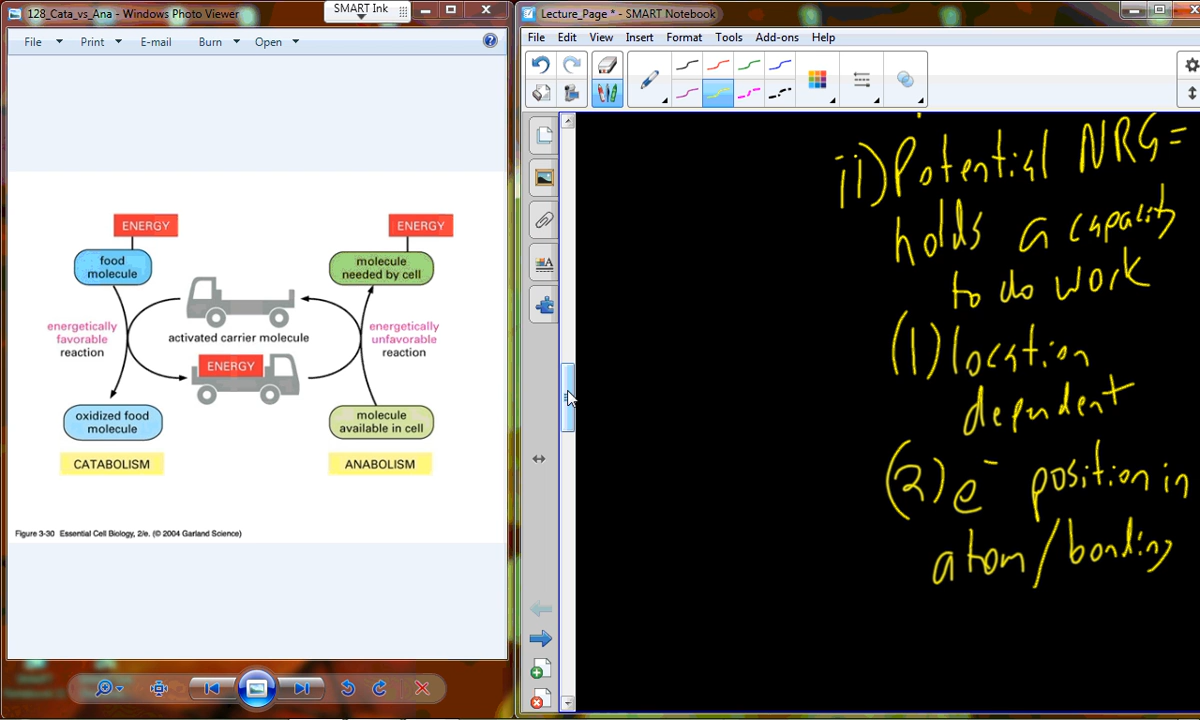 128_Cata_vs_Ana - Windows Photo Viewer
SMART Ink
File Print E-mail Burn Open
ENERGY
food
molecule
energetically
favorable
reaction
oxidized food
molecule
CATABOLISM
activated carrier molecule
ENERGY
ENERGY
molecule
needed by cell
energetically
unfavorable
reaction
molecule
available in cell
ANABOLISM
Figure 3-30 Essential Cell Biology, 2/e. (© 2004 Garland Science)
Lecture_Page * - SMART Notebook
File Edit View Insert Format Tools Add-ons Help
ii) Potential NRG =
holds a capacity
to do work
(1) location
dependent
(2) e⁻ position in
atom/bonding